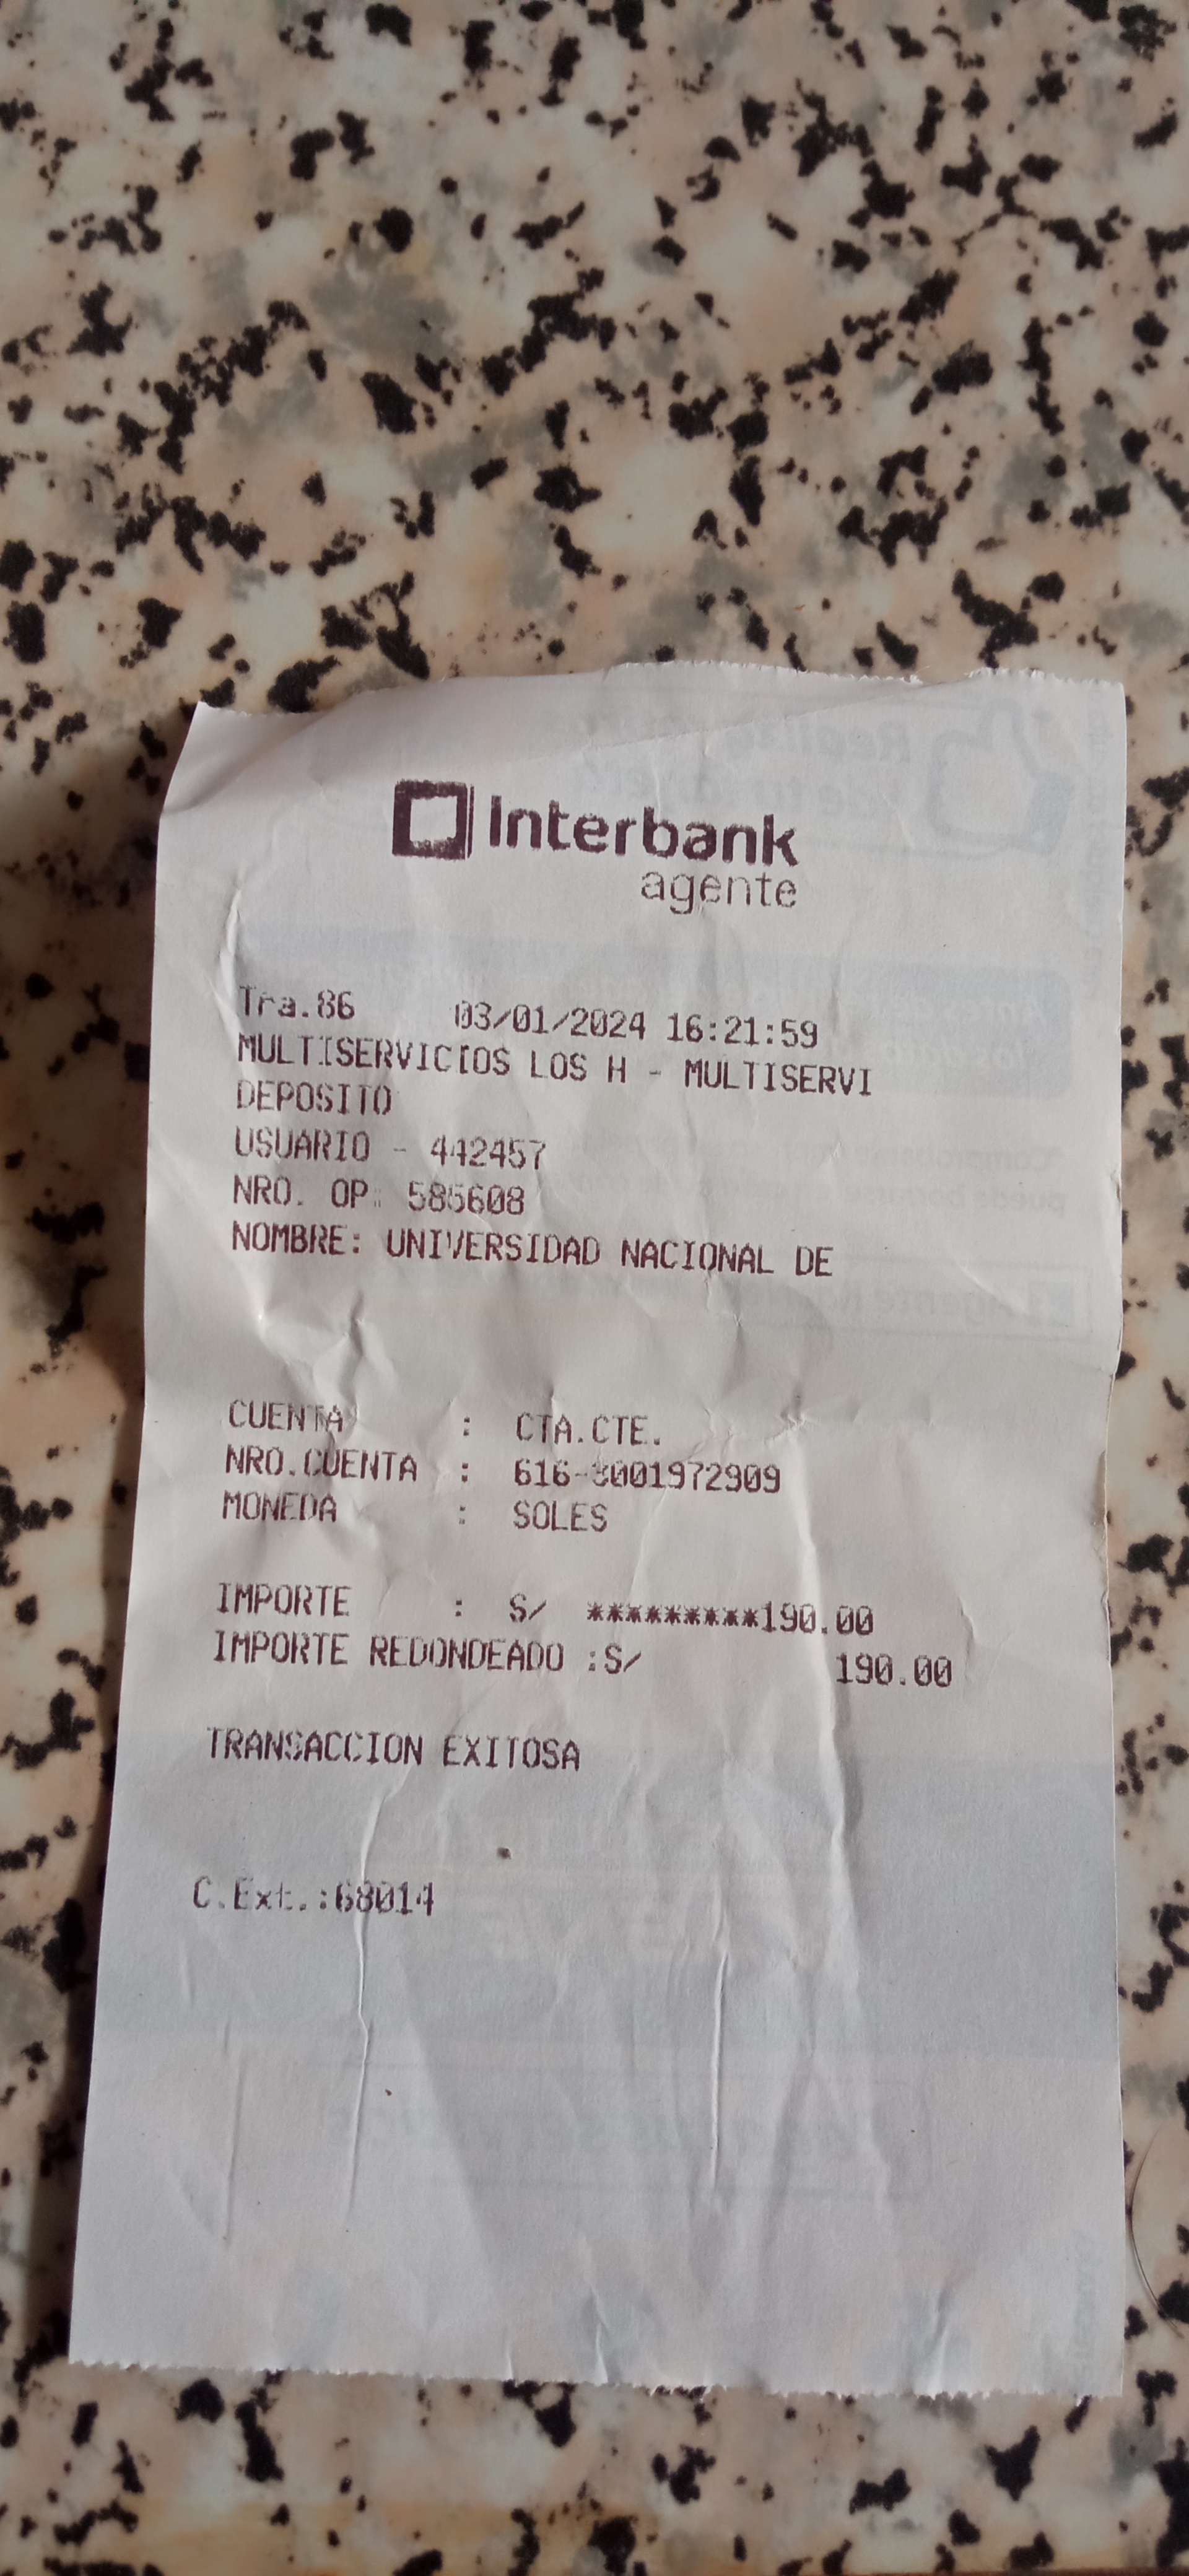 Interbank
agente
Tra.86 03/01/2024 16:21:59
MULTISERVICIOS LOS H - MULTISERVI
DEPOSITO
USUARIO - 442457
NRO. OP: 585608
NOMBRE: UNIVERSIDAD NACIONAL DE
CUENTA : CTA.CTE.
NRO.CUENTA : 616-3001972909
MONEDA : SOLES
IMPORTE : S/ *********190.00
IMPORTE REDONDEADO :S/ 190.00
TRANSACCION EXITOSA
C.Ext.:68014